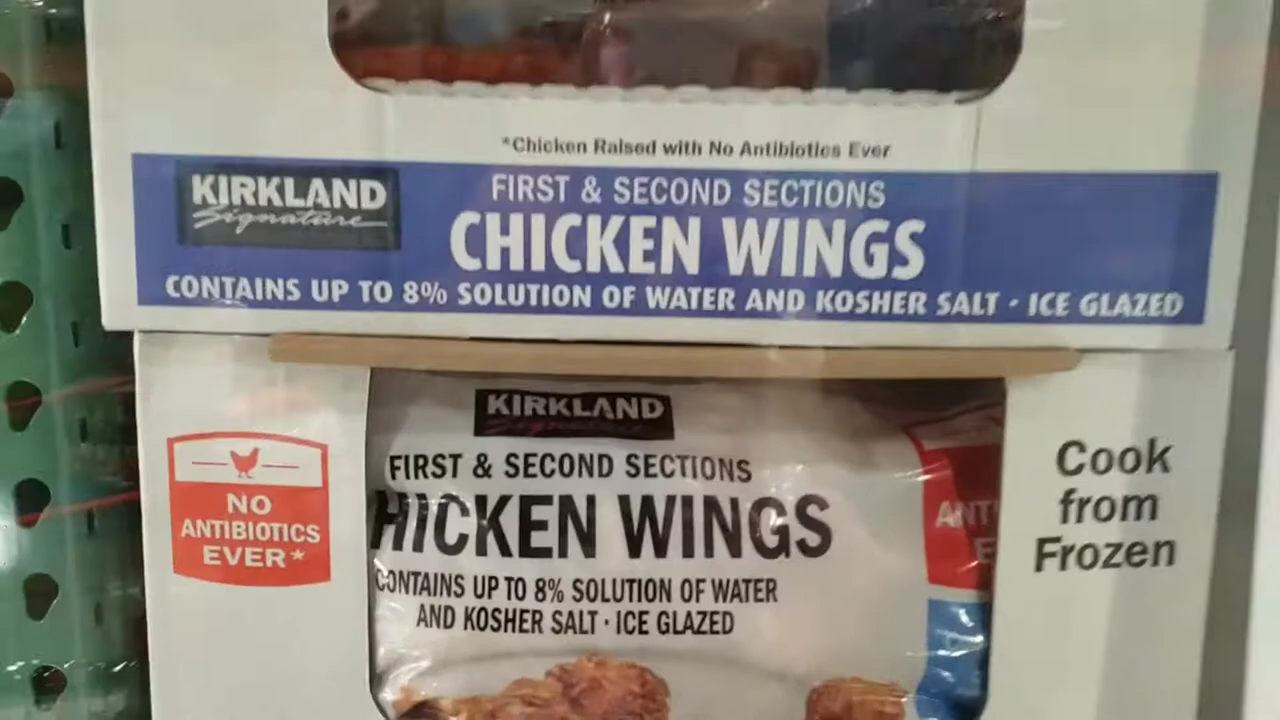 *Chicken Raised with No Antibiotics Ever
KIRKLAND
Signature
FIRST & SECOND SECTIONS
CHICKEN WINGS
CONTAINS UP TO 8% SOLUTION OF WATER AND KOSHER SALT · ICE GLAZED
NO
ANTIBIOTICS
EVER*
KIRKLAND
Signature
FIRST & SECOND SECTIONS
HICKEN WINGS
CONTAINS UP TO 8% SOLUTION OF WATER
AND KOSHER SALT · ICE GLAZED
ANTI
E
Cook
from
Frozen